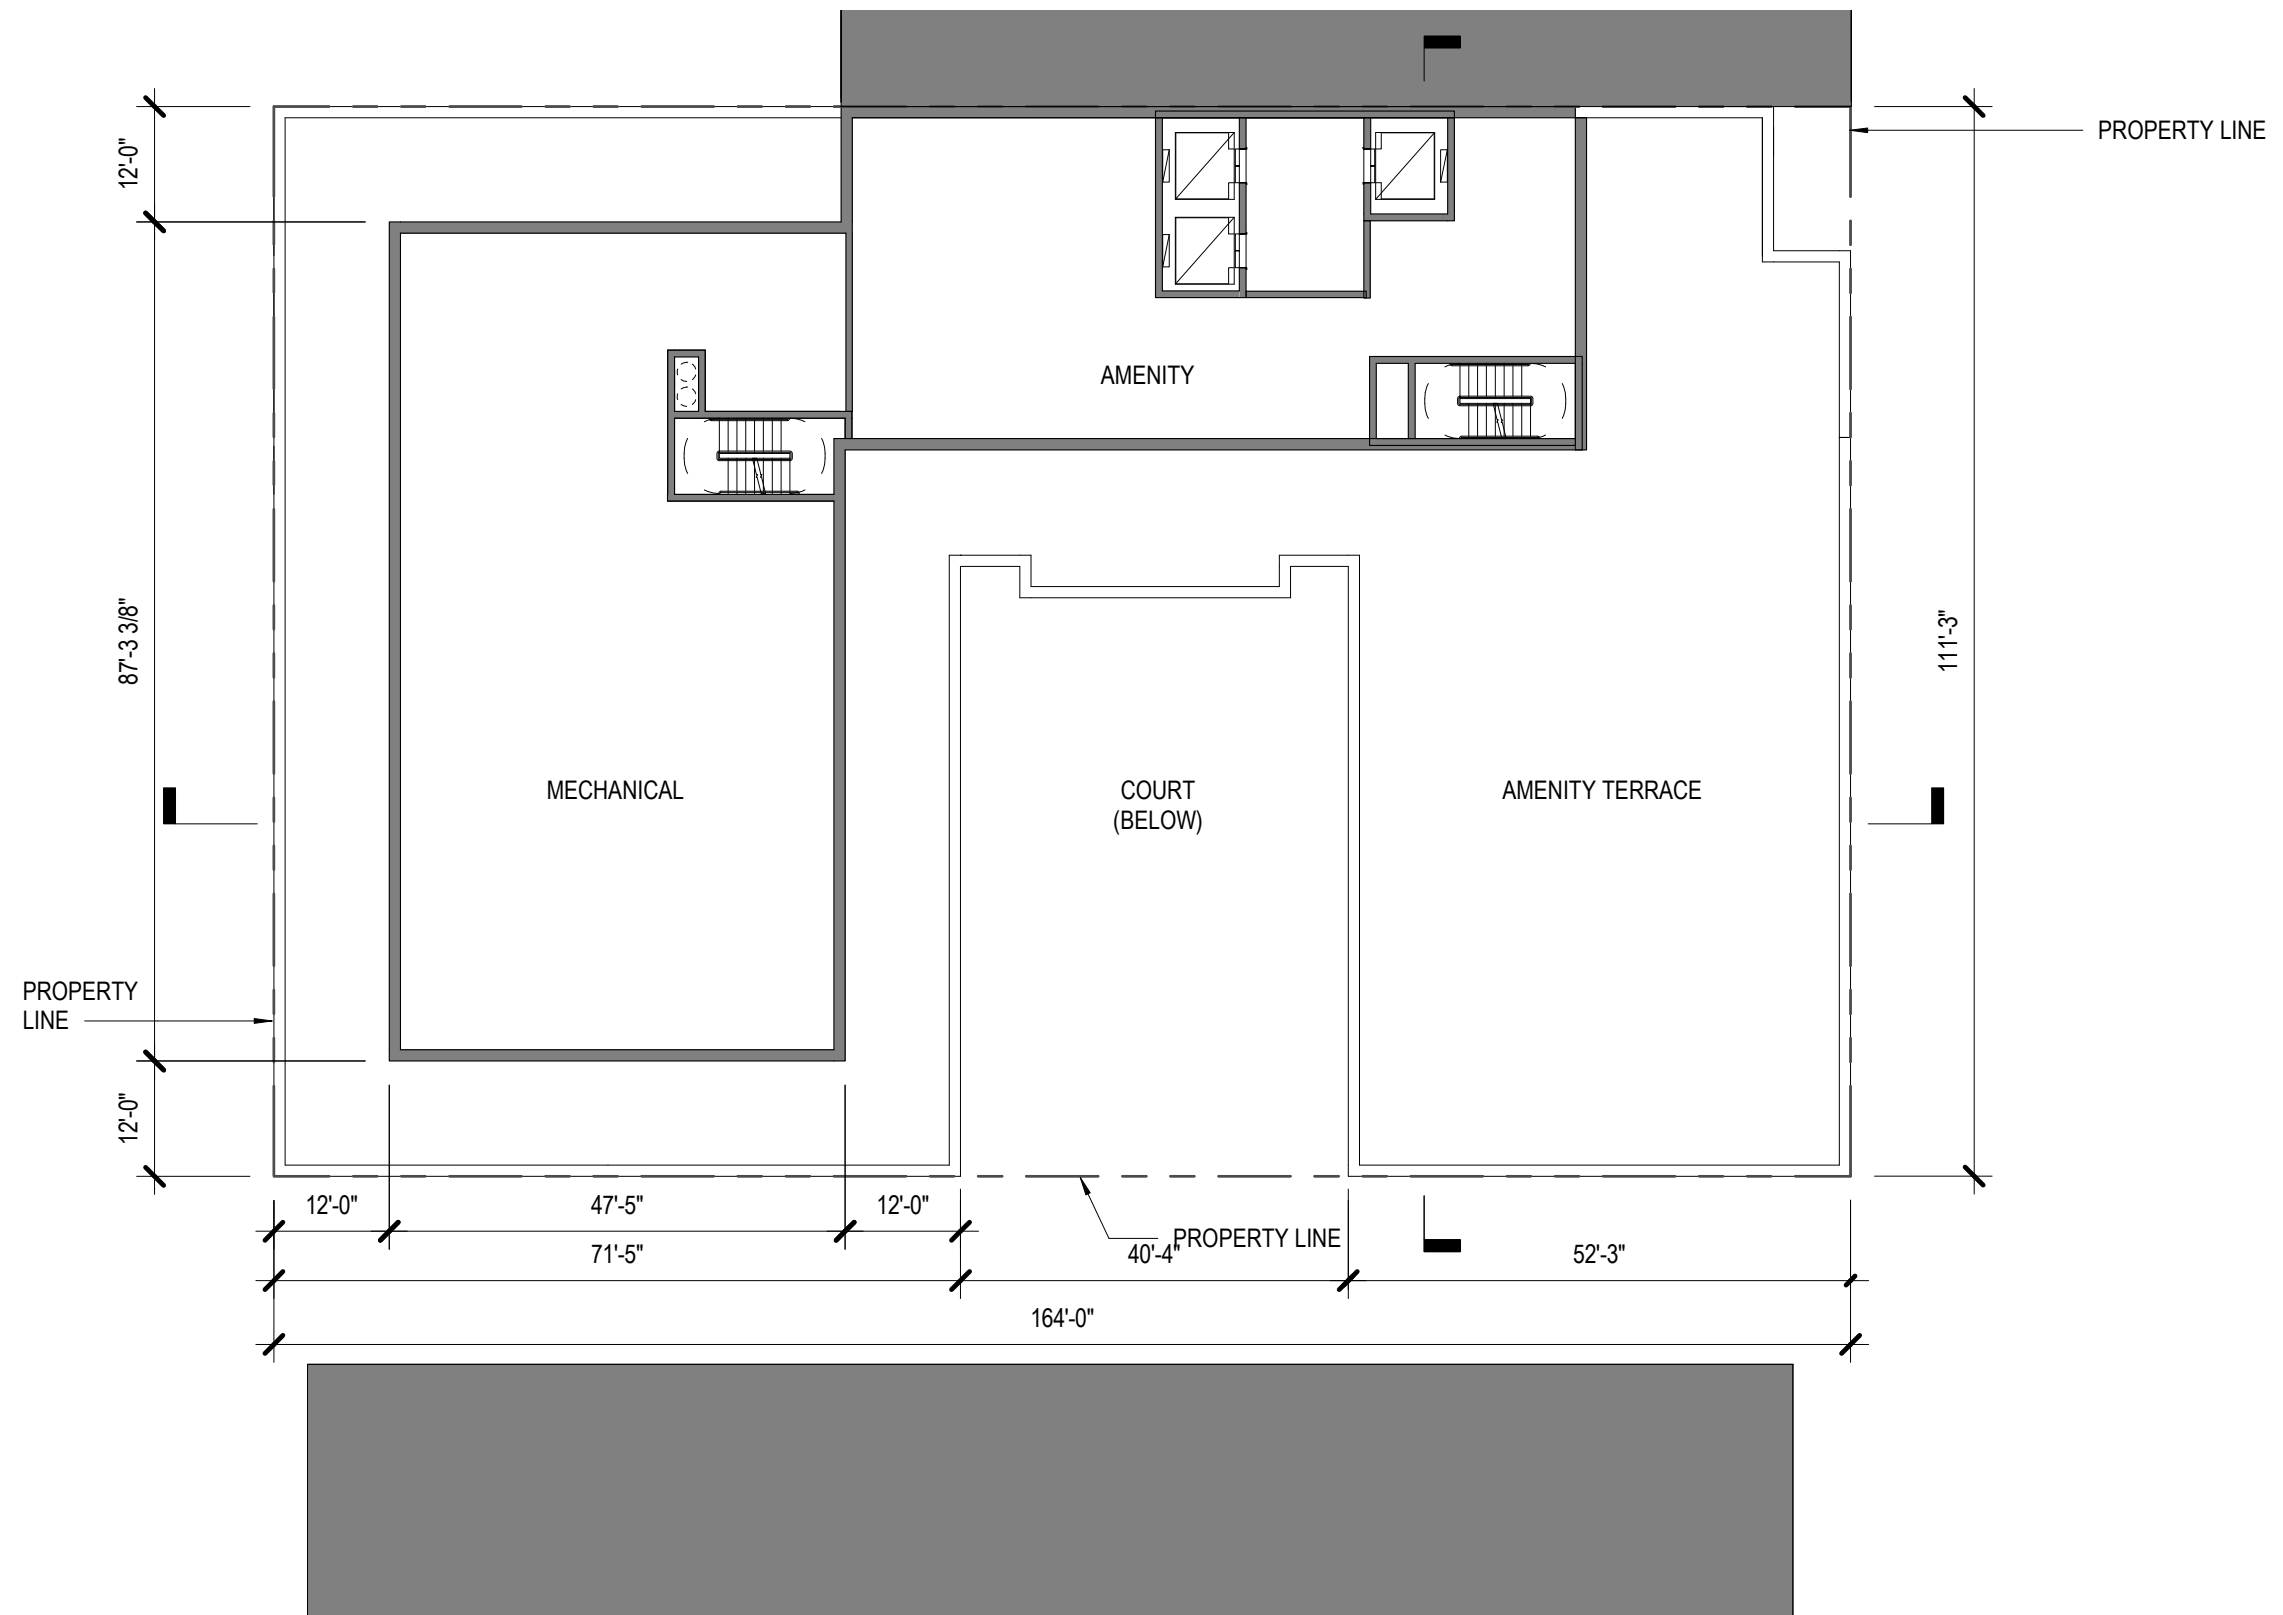 PROPERTY LINE
12'-0"
AMENITY
87'-3 3/8"
111'-3"
MECHANICAL
COURT
(BELOW)
AMENITY TERRACE
PROPERTY
LINE
12'-0"
12'-0"
47'-5"
12'-0"
PROPERTY LINE
71'-5"
40'-4"
52'-3"
164'-0"